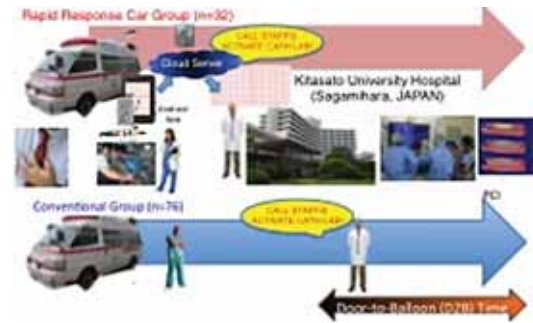 Rapid Response Car Group (n=32)
CALL STAFFS
ACTIVATE CATH LAB!
Cloud Server
Kitasato University Hospital
(Sagamihara, JAPAN)
PCI
Conventional Group (n=76)
CALL STAFFS
ACTIVATE CATH LAB!
Door-to-Balloon (D2B) Time